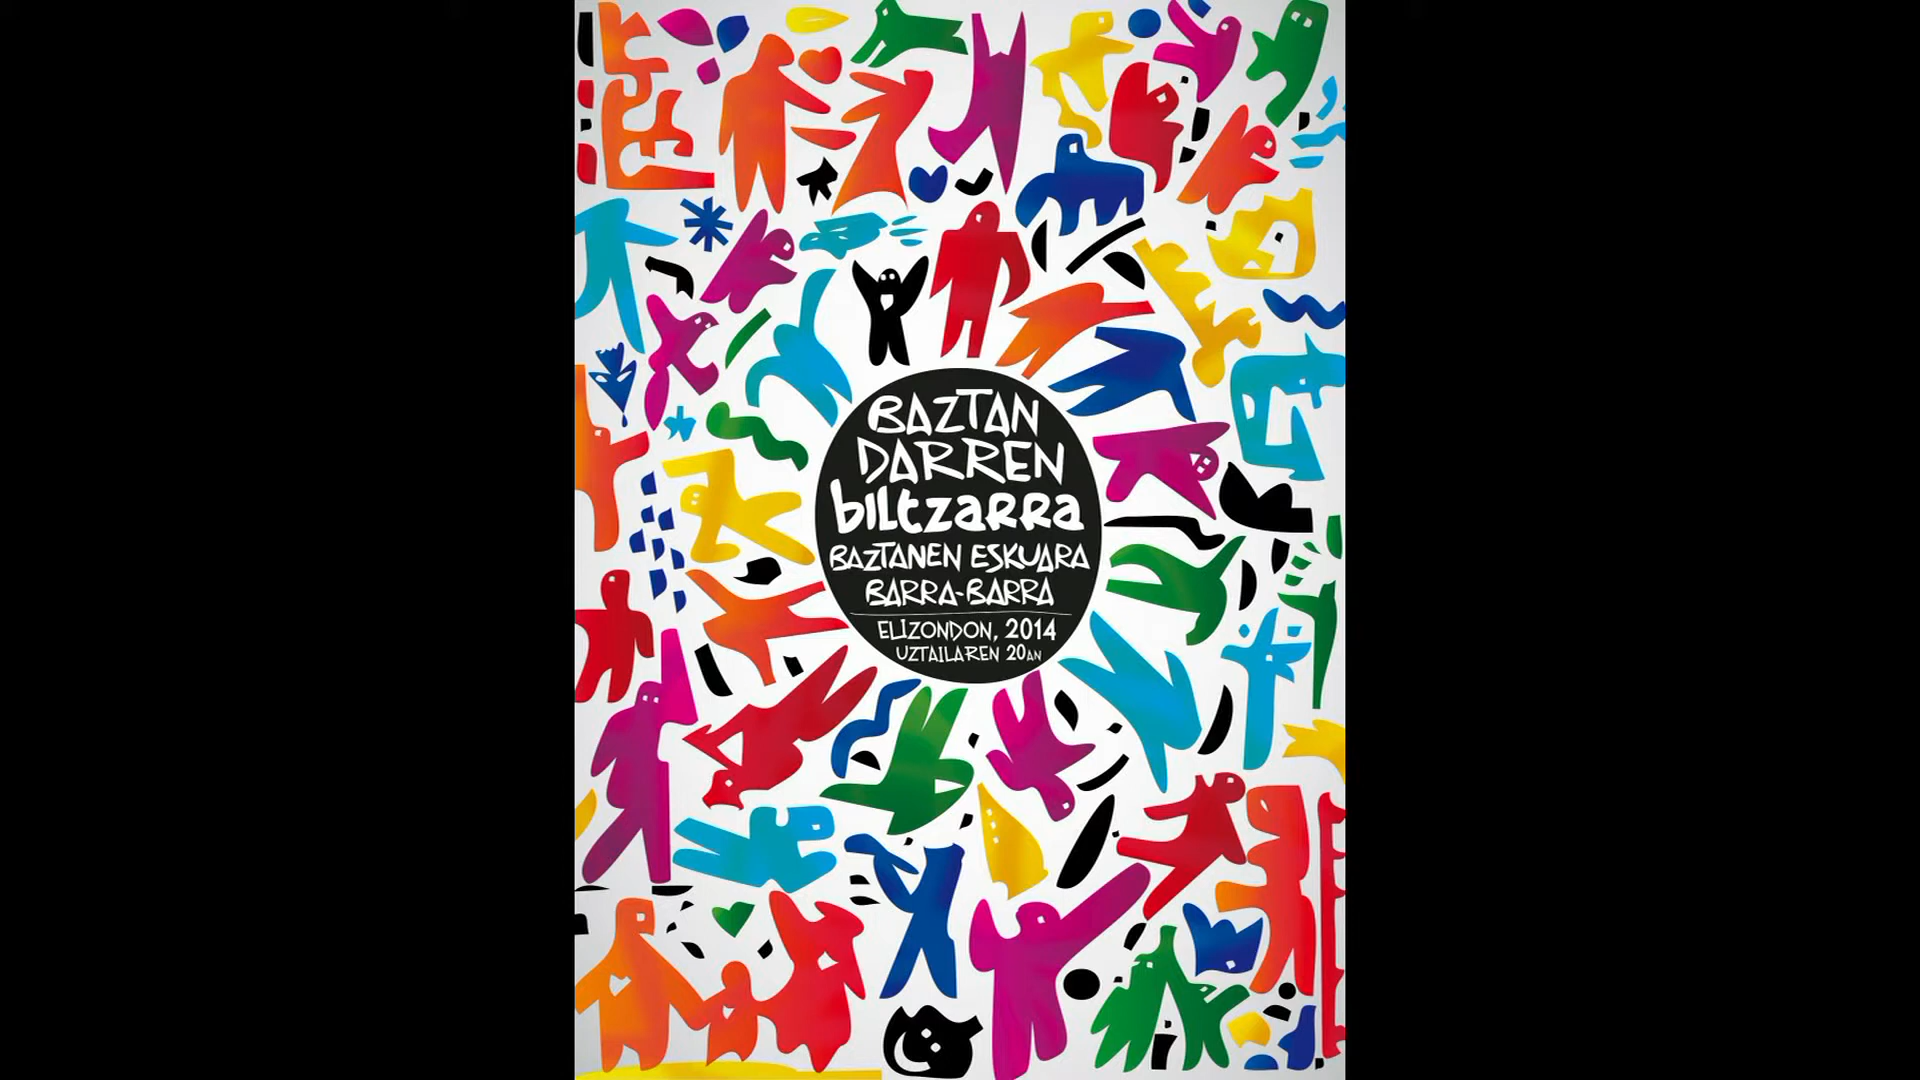 BAZTAN
DARREN
biltzarra
BAZTANEN ESKUARA
BARRA-BARRA
ELIZONDON, 2014
UZTAILAREN 20AN